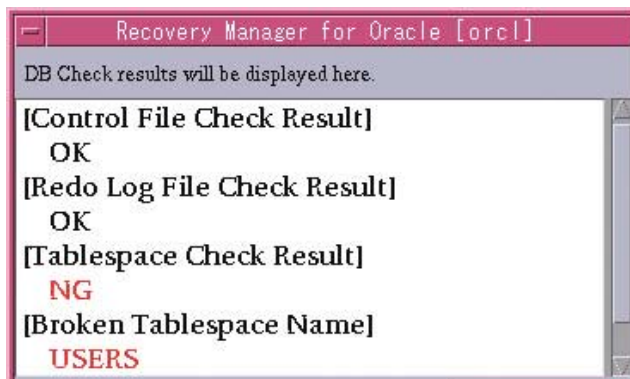 Recovery Manager for Oracle [orcl]
DB Check results will be displayed here.
[Control File Check Result]
OK
[Redo Log File Check Result]
OK
[Tablespace Check Result]
NG
[Broken Tablespace Name]
USERS